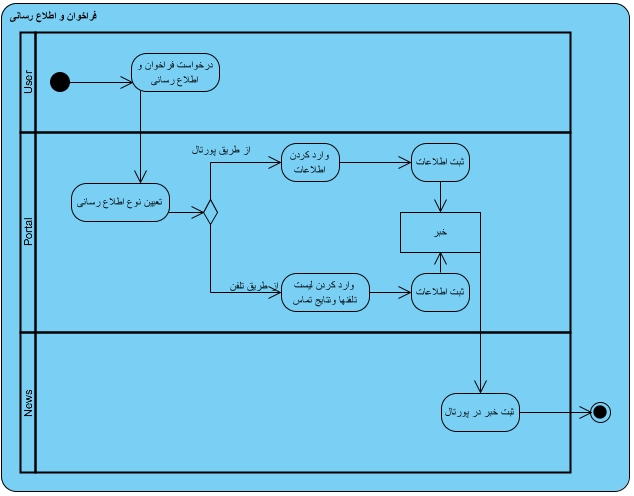 فراخوان و اطلاع رسانی
User
درخواست فراخوان و
اطلاع رسانی
Portal
تعیین نوع اطلاع رسانی
از طریق پورتال
وارد کردن
اطلاعات
ثبت اطلاعات
خبر
از طریق تلفن
وارد کردن لیست
تلفنها ونتایج تماس
ثبت اطلاعات
News
ثبت خبر در پورتال